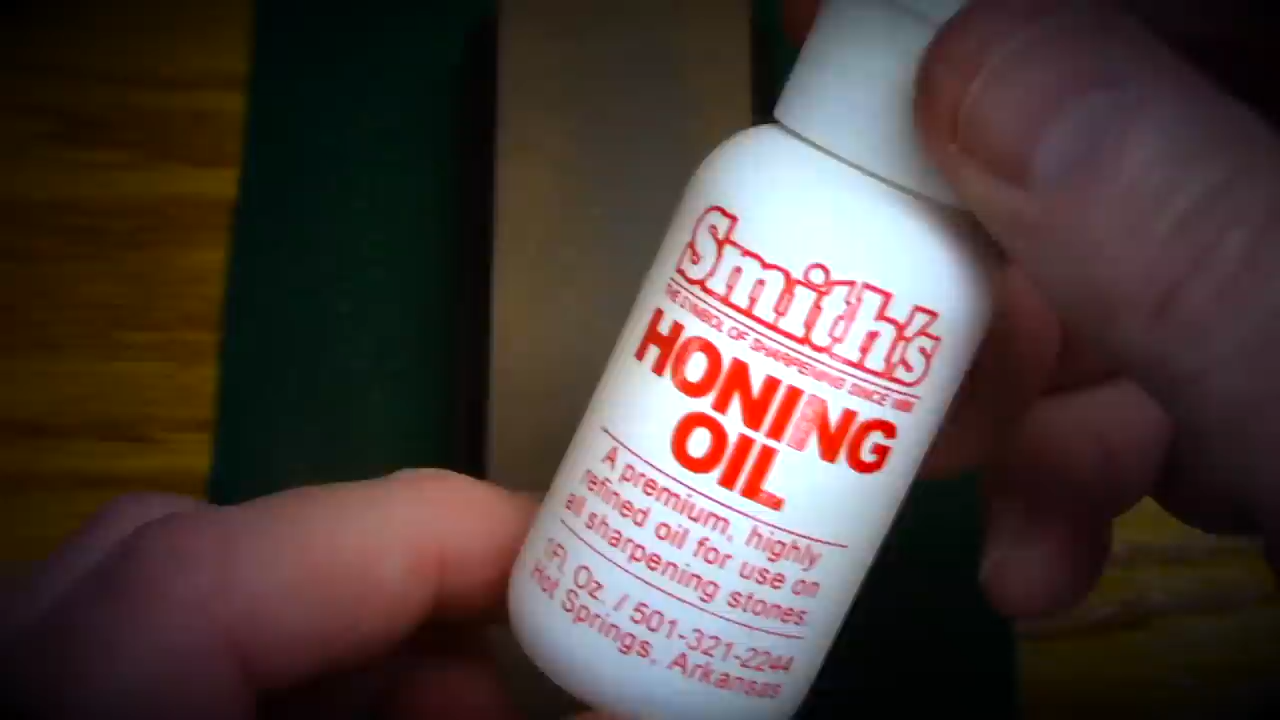 Smith's
THE SYMBOL OF SHARPENING SINCE 1886
HONING
OIL
A premium, highly
refined oil for use on
all sharpening stones.
1 Fl. Oz. / 501-321-2244
Hot Springs, Arkansas